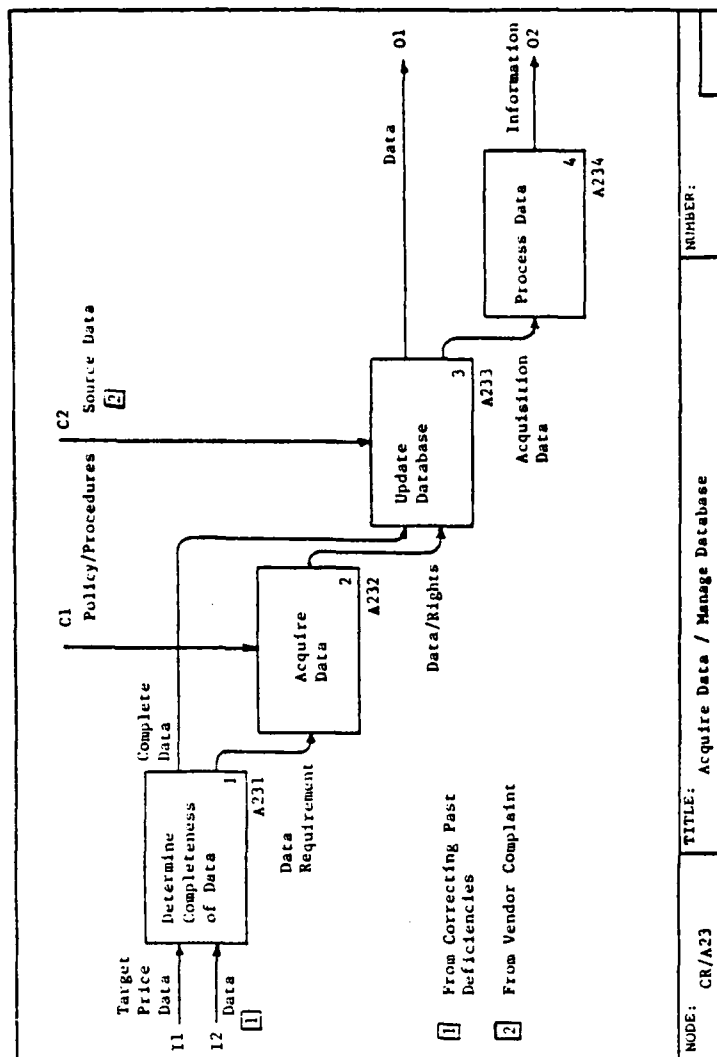 C1
Policy/Procedures
C2
Source Data
2
Target
Price
Data
I1
I2
Data
1
Determine
Completeness
of Data
1
A231
Complete
Data
Data
Requirement
Acquire
Data
2
A232
Data/Rights
Update
Database
3
A233
Data
O1
Acquisition
Data
Process Data
4
A234
Information
O2
1 From Correcting Past
Deficiencies
2 From Vendor Complaint
NODE: CR/A23
TITLE: Acquire Data / Manage Database
NUMBER: